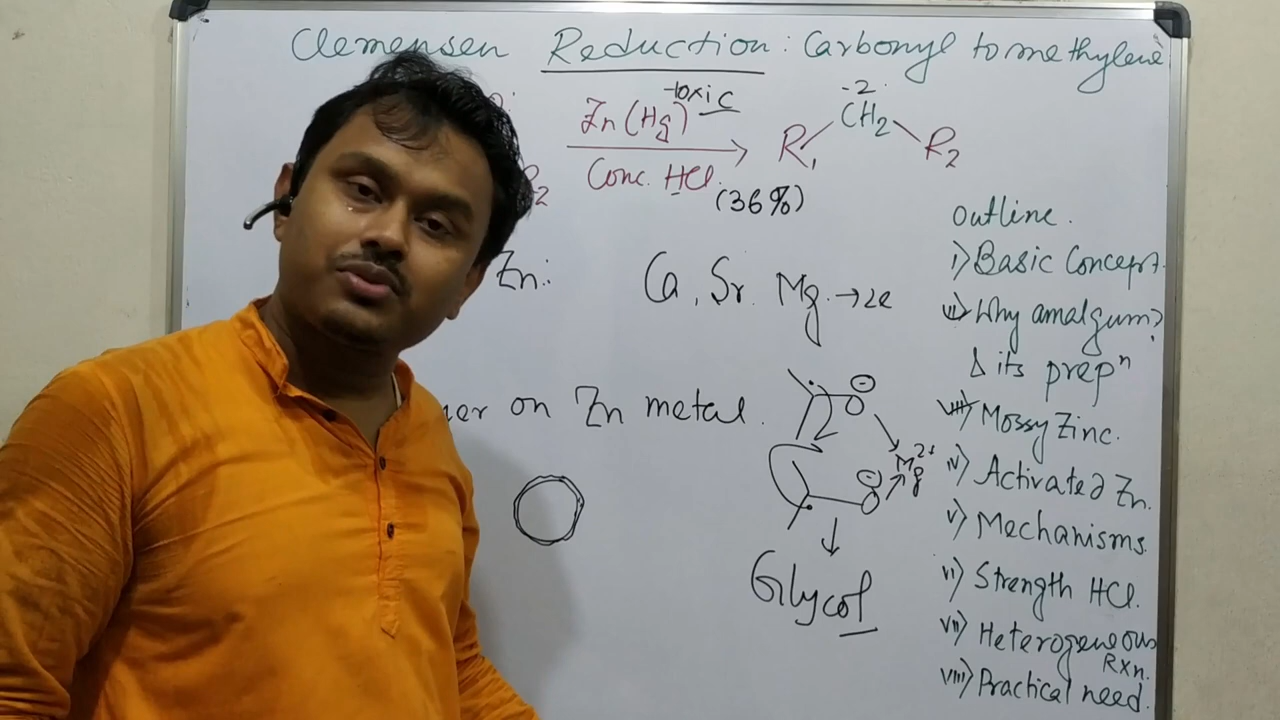 Clemensen Reduction: Carbonyl to methylene
toxic
Zn(Hg)
Conc. HCl.
(36%)
-2.
CH2
R1
R2
R2
Zn:
Ca, Sr. Mg. → 2e
on Zn metal.
O⊖
O⊖
Mg2+
Glycol
outline.
i) Basic Concept.
ii) Why amalgum?
& its prepn
iii) Mossy Zinc.
iv) Activated Zn.
v) Mechanisms.
vi) Strength HCl.
vii) Heterogeneous
Rxn.
viii) Practical need.